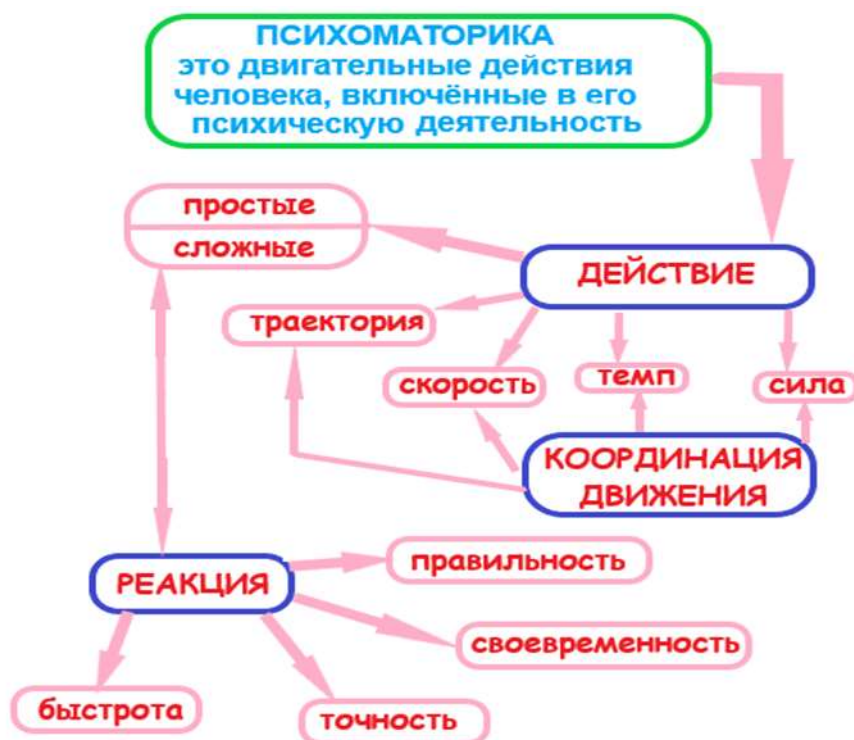 ПСИХОМАТОРИКА
это двигательные действия
человека, включённые в его
психическую деятельность
простые
сложные
ДЕЙСТВИЕ
траектория
скорость
темп
сила
КООРДИНАЦИЯ
ДВИЖЕНИЯ
РЕАКЦИЯ
правильность
своевременность
быстрота
точность